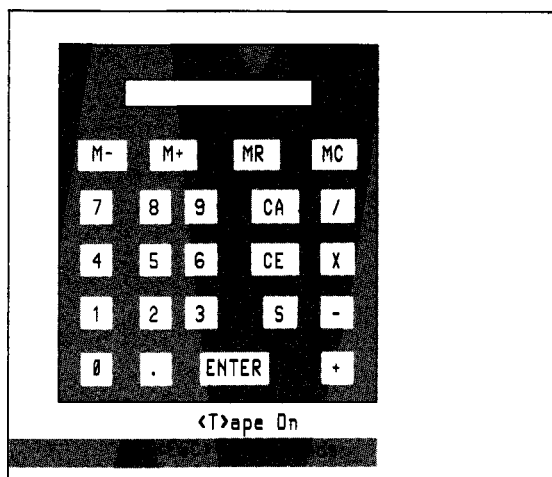 M- M+ MR MC
7 8 9 CA /
4 5 6 CE X
1 2 3 S -
0 . ENTER +
<T>ape On